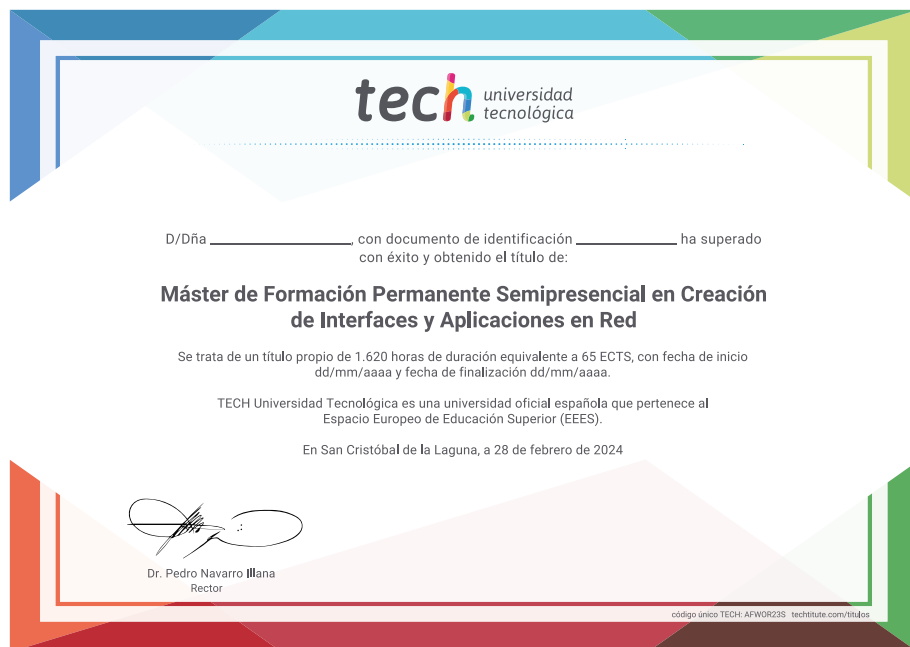 tech universidad
tecnológica
D/Dña ____________________, con documento de identificación ______________ ha superado
con éxito y obtenido el título de:
Máster de Formación Permanente Semipresencial en Creación
de Interfaces y Aplicaciones en Red
Se trata de un título propio de 1.620 horas de duración equivalente a 65 ECTS, con fecha de inicio
dd/mm/aaaa y fecha de finalización dd/mm/aaaa.
TECH Universidad Tecnológica es una universidad oficial española que pertenece al
Espacio Europeo de Educación Superior (EEES).
En San Cristóbal de la Laguna, a 28 de febrero de 2024
Dr. Pedro Navarro Illana
Rector
código único TECH: AFWOR23S techtitute.com/titulos